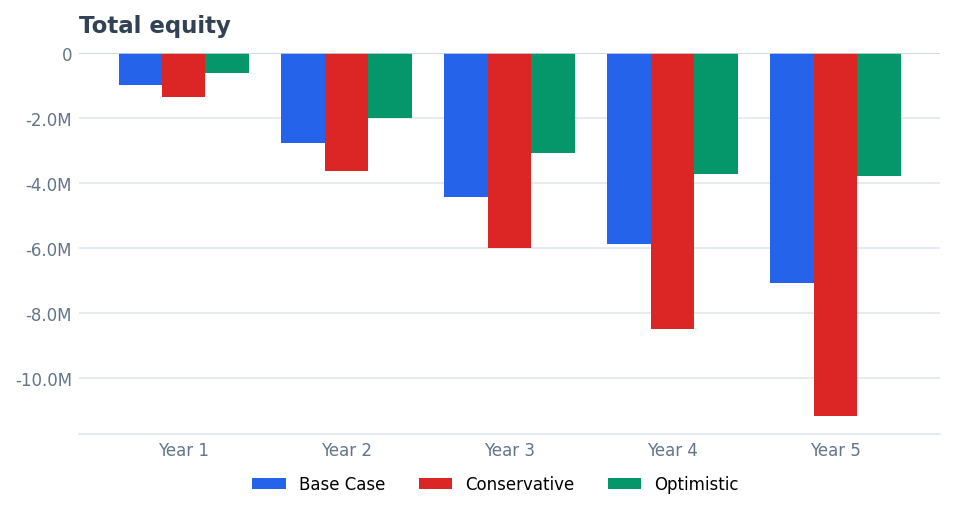 Total equity
0
-2.0M
-4.0M
-6.0M
-8.0M
-10.0M
Year 1 Year 2 Year 3 Year 4 Year 5
Base Case Conservative Optimistic